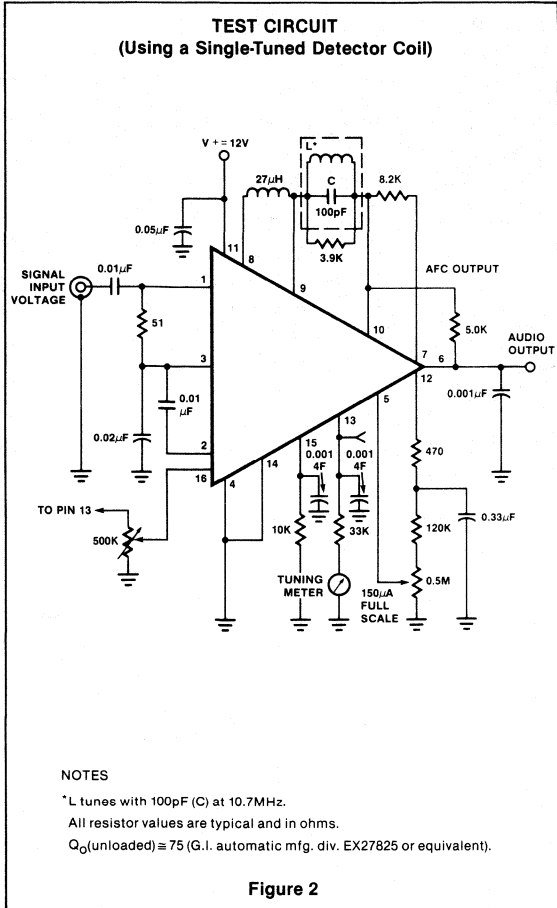 TEST CIRCUIT
(Using a Single-Tuned Detector Coil)
V + = 12V
L*
27µH
C
100pF
8.2K
3.9K
0.05µF
11
8
9
10
AFC OUTPUT
SIGNAL
INPUT
VOLTAGE
0.01µF
1
51
5.0K
AUDIO
OUTPUT
3
7
6
12
0.001µF
0.01
µF
5
0.02µF
2
13
15
16
4
14
0.001
4F
0.001
4F
470
TO PIN 13
500K
10K
33K
120K
0.33µF
TUNING
METER
150µA
FULL
SCALE
0.5M
NOTES
*L tunes with 100pF (C) at 10.7MHz.
All resistor values are typical and in ohms.
QO(unloaded) ≅ 75 (G.I. automatic mfg. div. EX27825 or equivalent).
Figure 2